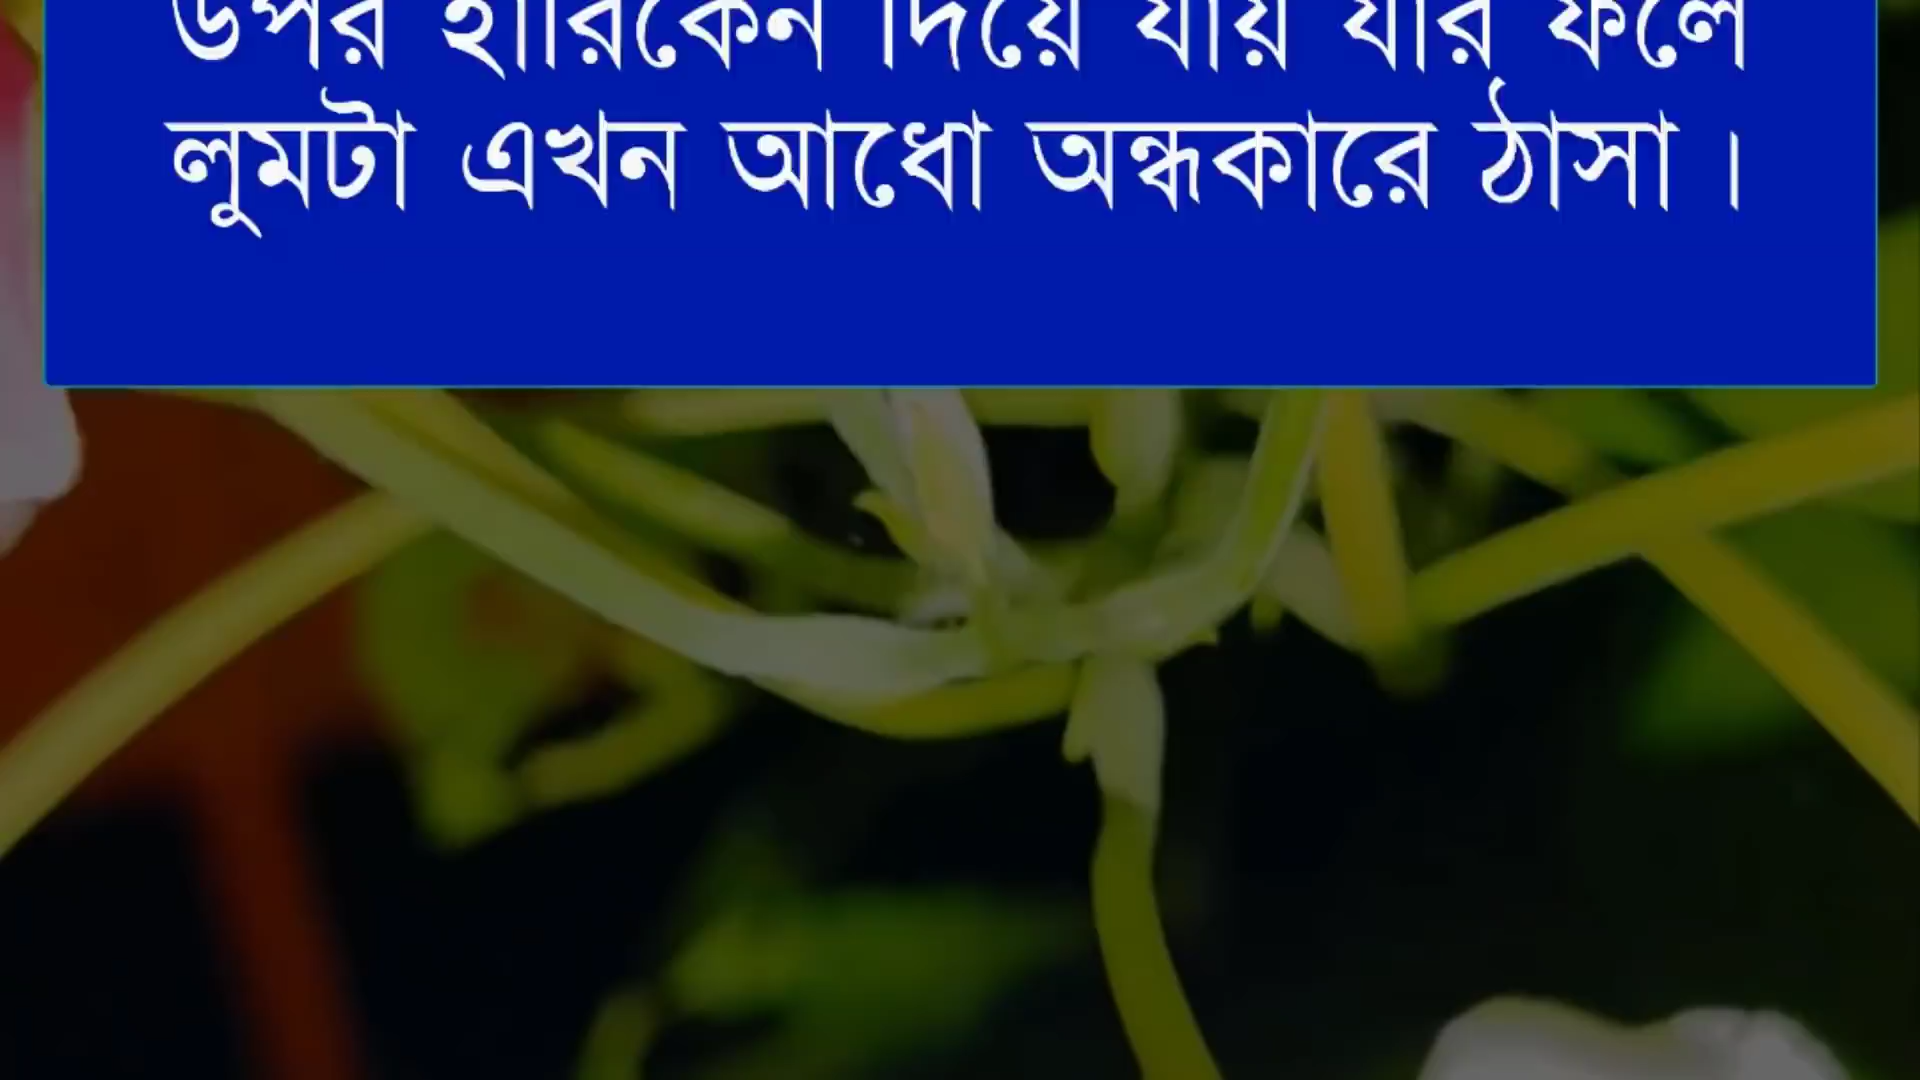 উপর হারিকেন দিয়ে যায় যার ফলে
লুমটা এখন আধো অন্ধকারে ঠাসা।